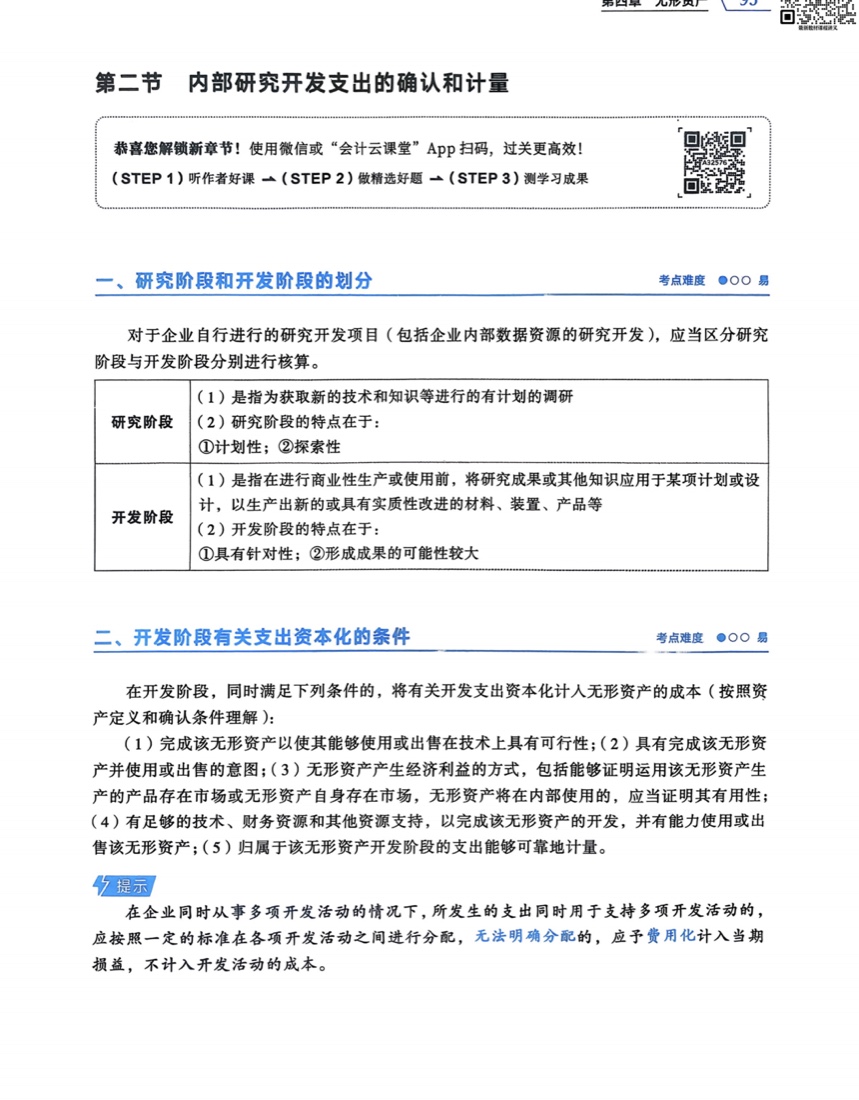 第四章 无形资产 95
最新教材课程讲义
第二节 内部研究开发支出的确认和计量
恭喜您解锁新章节！使用微信或“会计云课堂”App 扫码，过关更高效！
（STEP 1）听作者好课 ⇀（STEP 2）做精选好题 ⇀（STEP 3）测学习成果
A32576
一、研究阶段和开发阶段的划分
考点难度 ●○○ 易
对于企业自行进行的研究开发项目（包括企业内部数据资源的研究开发），应当区分研究
阶段与开发阶段分别进行核算。
研究阶段
（1）是指为获取新的技术和知识等进行的有计划的调研
（2）研究阶段的特点在于：
①计划性；②探索性
开发阶段
（1）是指在进行商业性生产或使用前，将研究成果或其他知识应用于某项计划或设
计，以生产出新的或具有实质性改进的材料、装置、产品等
（2）开发阶段的特点在于：
①具有针对性；②形成成果的可能性较大
二、开发阶段有关支出资本化的条件
考点难度 ●○○ 易
在开发阶段，同时满足下列条件的，将有关开发支出资本化计入无形资产的成本（按照资
产定义和确认条件理解）：
（1）完成该无形资产以使其能够使用或出售在技术上具有可行性；（2）具有完成该无形资
产并使用或出售的意图；（3）无形资产产生经济利益的方式，包括能够证明运用该无形资产生
产的产品存在市场或无形资产自身存在市场，无形资产将在内部使用的，应当证明其有用性；
（4）有足够的技术、财务资源和其他资源支持，以完成该无形资产的开发，并有能力使用或出
售该无形资产；（5）归属于该无形资产开发阶段的支出能够可靠地计量。
提示
在企业同时从事多项开发活动的情况下，所发生的支出同时用于支持多项开发活动的，
应按照一定的标准在各项开发活动之间进行分配，无法明确分配的，应予费用化计入当期
损益，不计入开发活动的成本。